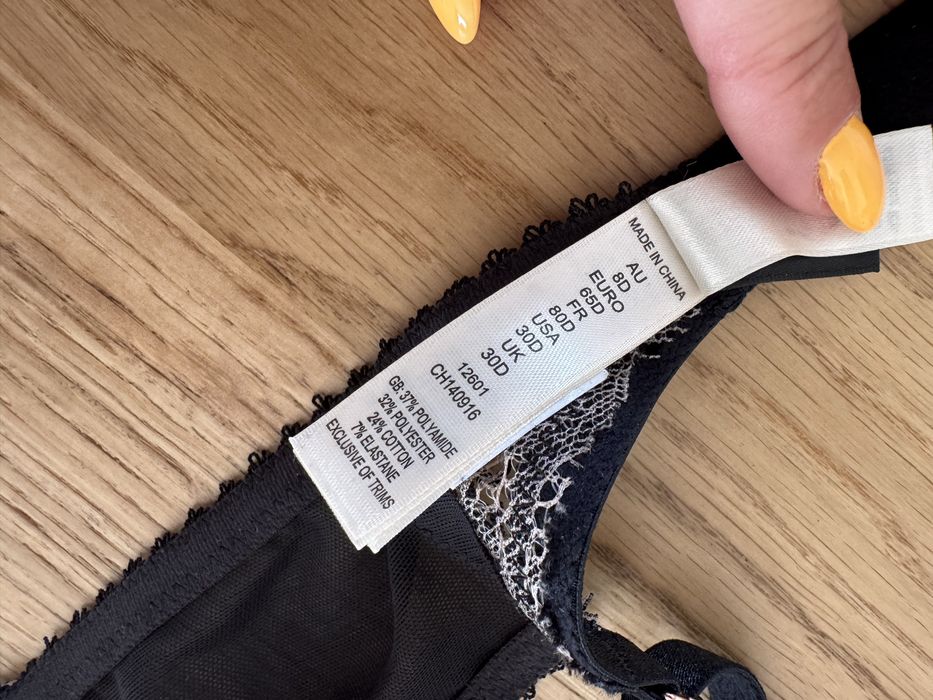 MADE IN CHINA
AU
8D
EURO
65D
FR
80D
USA
30D
UK
30D
12601
CH140916
GB: 37% POLYAMIDE
32% POLYESTER
24% COTTON
7% ELASTANE
EXCLUSIVE OF TRIMS